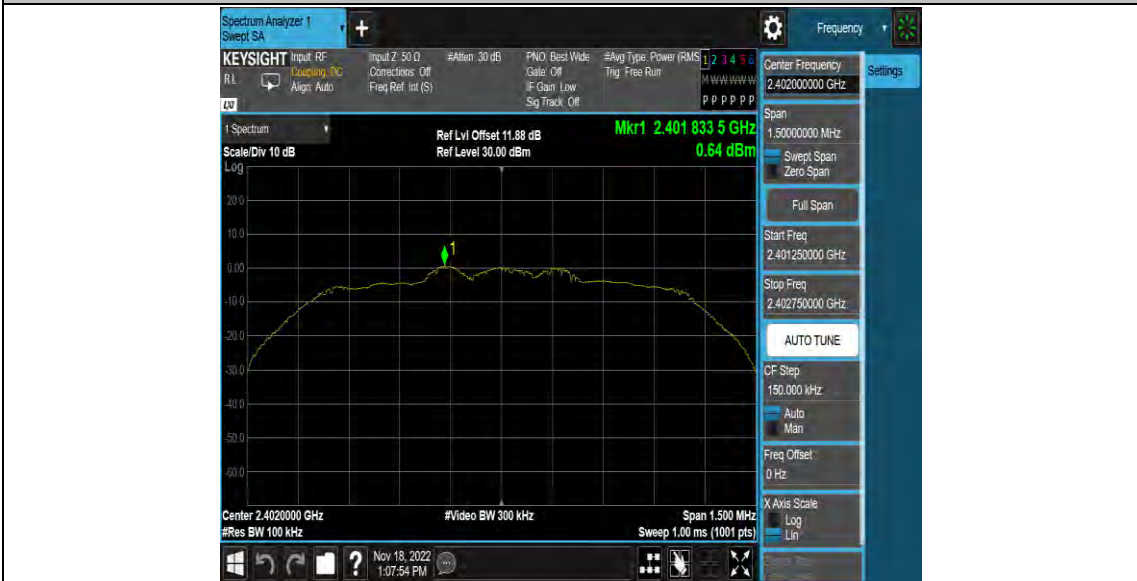 Spectrum Analyzer 1
Swept SA
+
Frequency
KEYSIGHT Input: RF Input Z: 50 Ω #Atten: 30 dB PNO: Best Wide #Avg Type: Power (RMS 1 2 3 4 5 6
RL Coupling: DC Corrections: Off Gate: Off Trig: Free Run M W W W W W
Align: Auto Freq Ref: Int (S) IF Gain: Low
LXI Sig Track: Off P P P P P P
Center Frequency
2.402000000 GHz
Settings
Span
1.50000000 MHz
Swept Span
Zero Span
Full Span
Start Freq
2.401250000 GHz
Stop Freq
2.402750000 GHz
AUTO TUNE
CF Step
150.000 kHz
Auto
Man
Freq Offset
0 Hz
X Axis Scale
Log
Lin
1 Spectrum Ref Lvl Offset 11.88 dB Mkr1 2.401 833 5 GHz
Scale/Div 10 dB Ref Level 30.00 dBm 0.64 dBm
Log
20.0
10.0
1
0.00
-10.0
-20.0
-30.0
-40.0
-50.0
-60.0
Center 2.4020000 GHz #Video BW 300 kHz Span 1.500 MHz
#Res BW 100 kHz Sweep 1.00 ms (1001 pts)
? Nov 18, 2022
1:07:54 PM